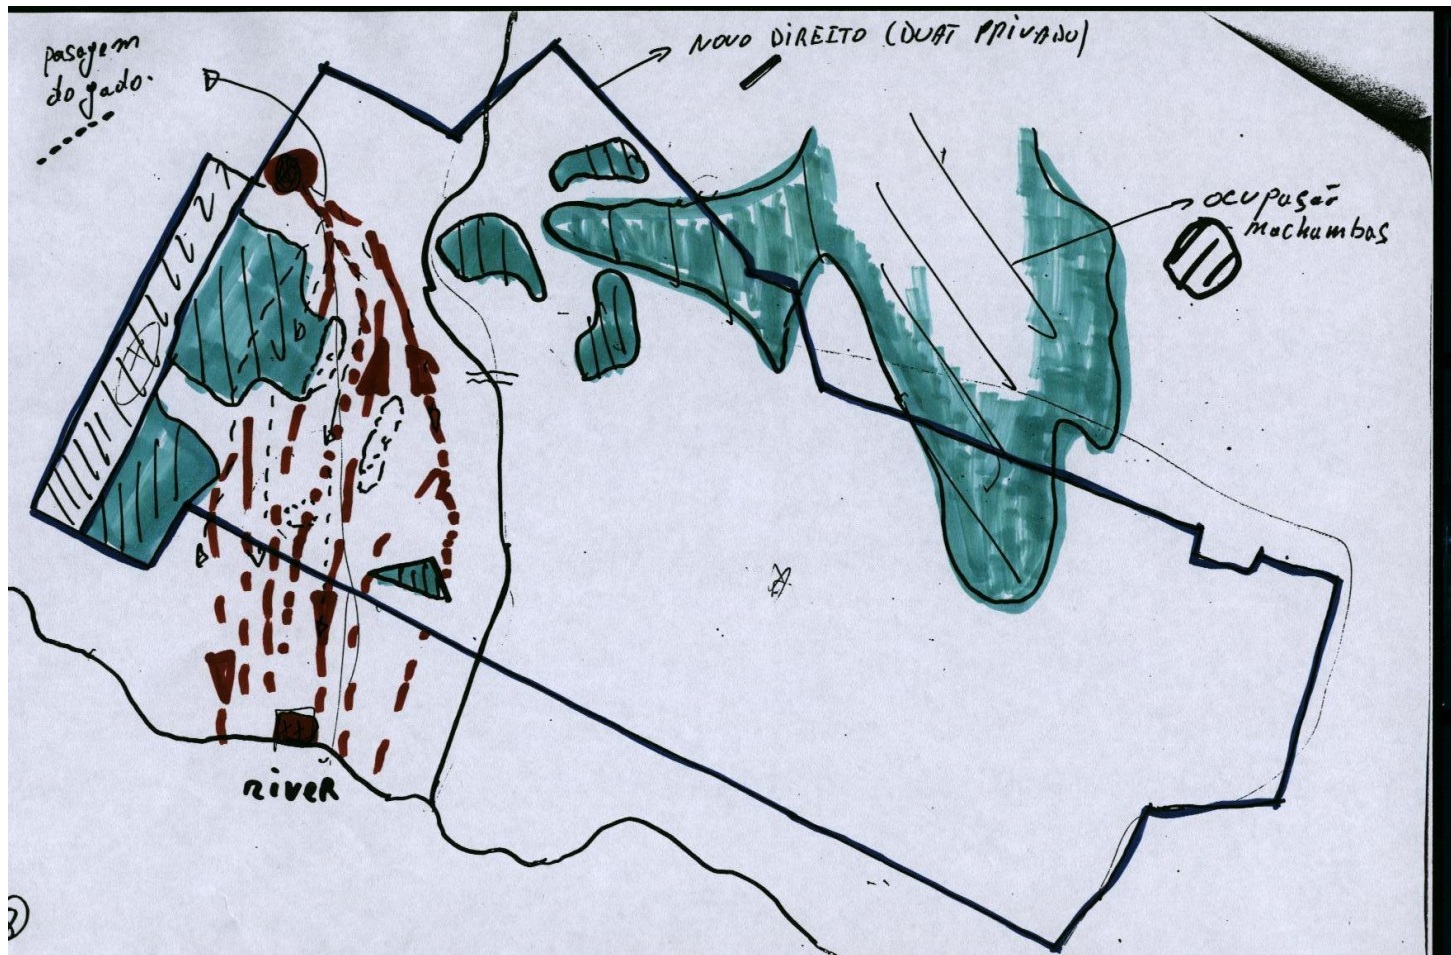 pasagem
do gado.
NOVO DIREITO (DUAT PRIVADO)
OCUPAÇÃO
machambas
RIVER